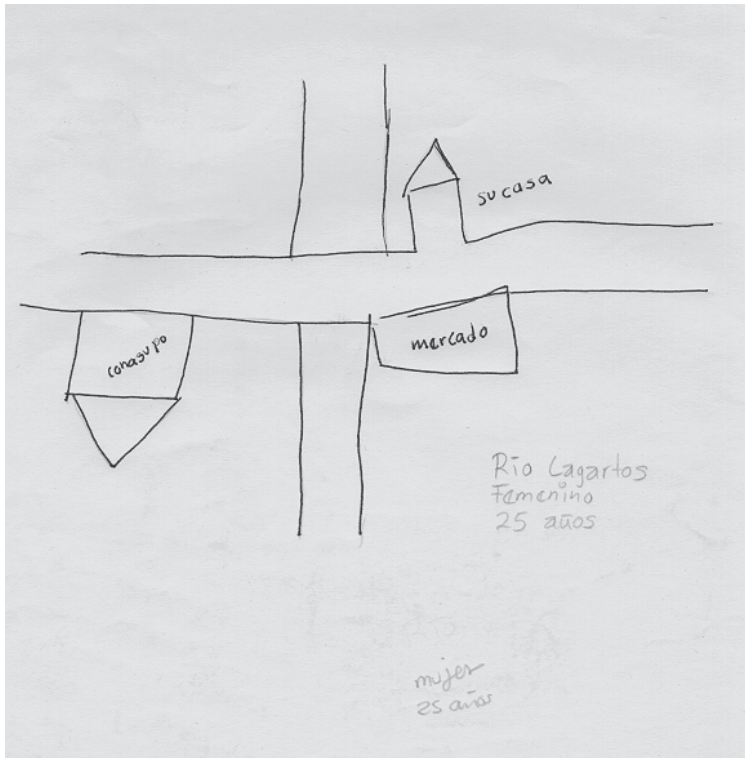 su casa
conasupo
mercado
Río Lagartos
Femenino
25 años
mujer
25 años